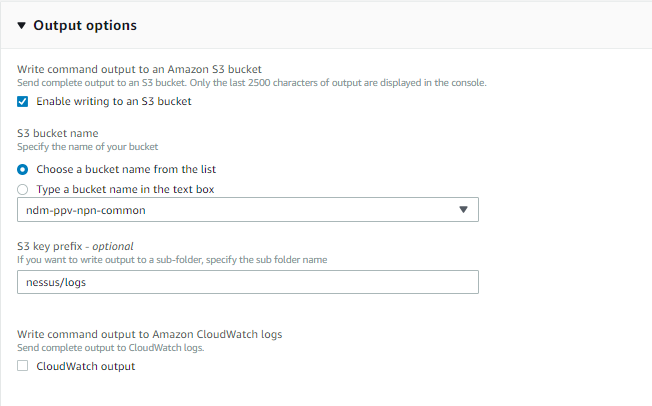 Output options
Write command output to an Amazon S3 bucket
Send complete output to an S3 bucket. Only the last 2500 characters of output are displayed in the console.
Enable writing to an S3 bucket
S3 bucket name
Specify the name of your bucket
Choose a bucket name from the list
Type a bucket name in the text box
ndm-ppv-npn-common
S3 key prefix - optional
If you want to write output to a sub-folder, specify the sub folder name
nessus/logs
Write command output to Amazon CloudWatch logs
Send complete output to CloudWatch logs.
CloudWatch output